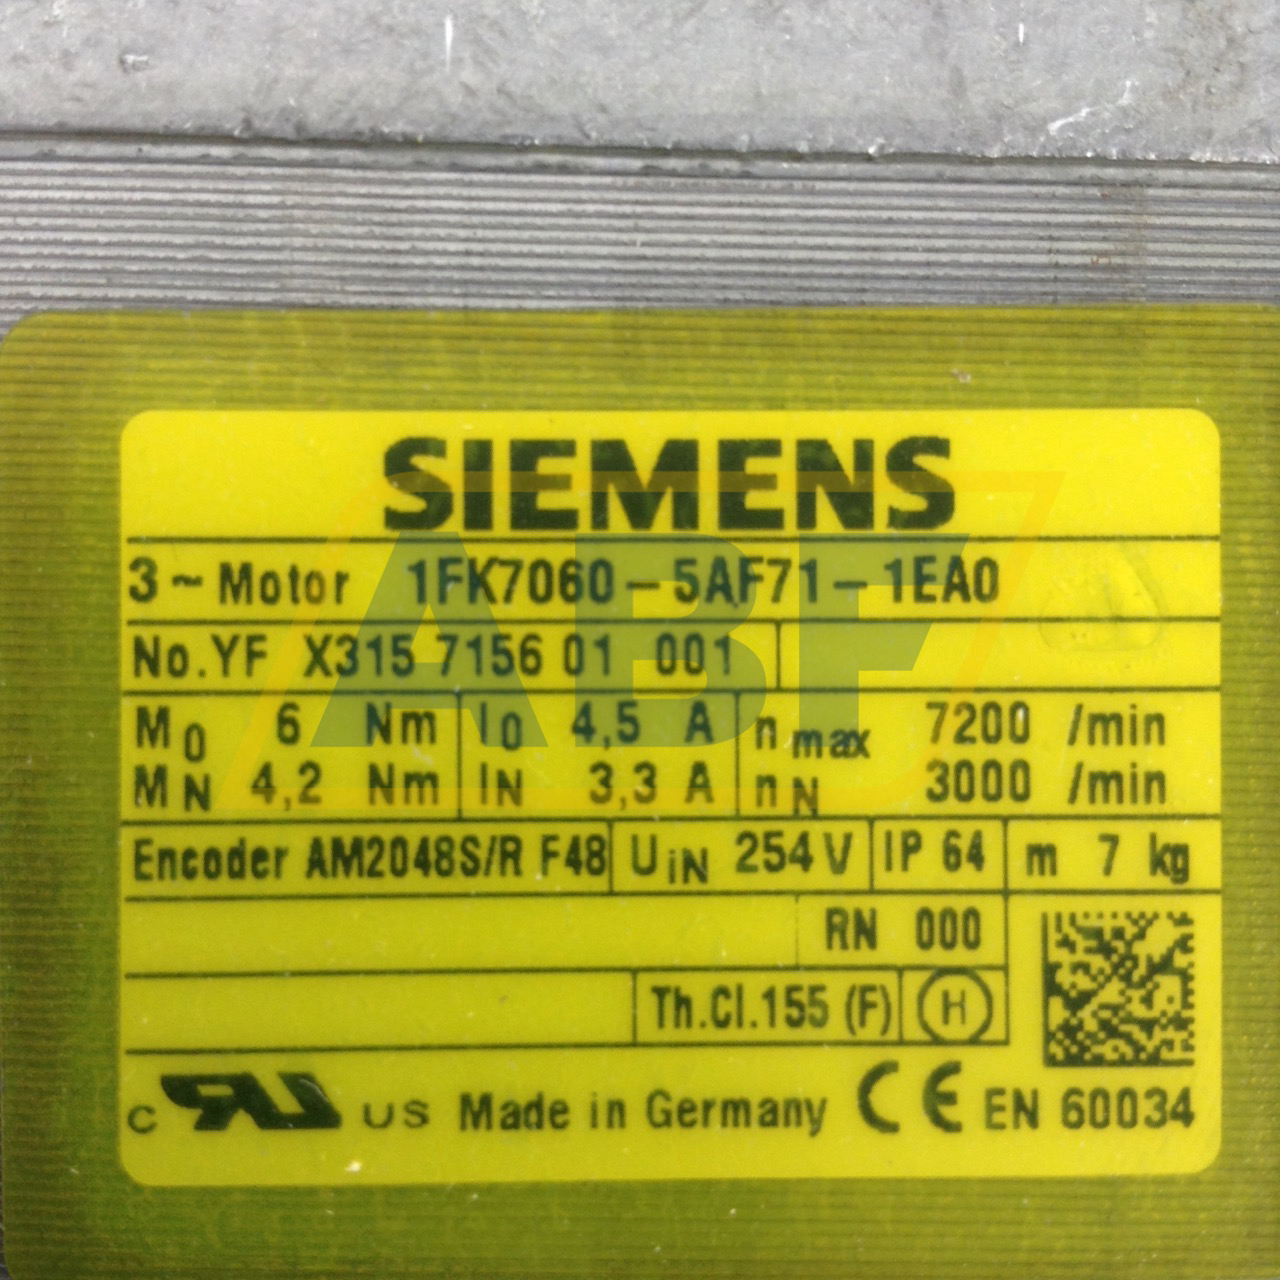 SIEMENS
3 ~ Motor 1FK7060-5AF71-1EA0
No.YF X315 7156 01 001
M0 6 Nm I0 4,5 A n max 7200 /min
MN 4,2 Nm IN 3,3 A n N 3000 /min
Encoder AM2048S/R F48 UiN 254 V IP 64 m 7 kg
RN 000
Th.Cl.155 (F) H
C RU US Made in Germany CE EN 60034
ABF